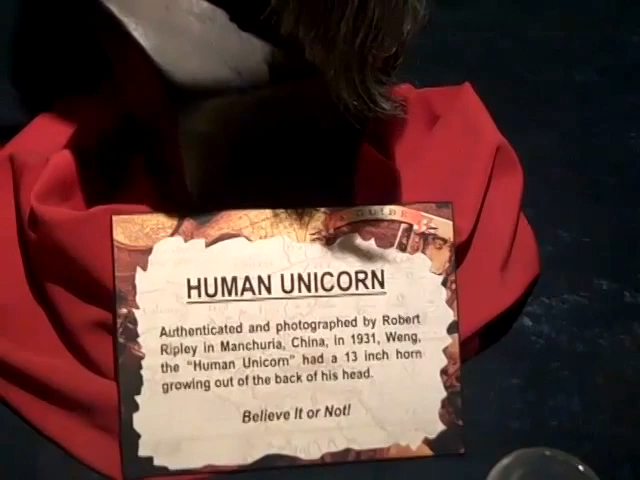 GUIDE
HUMAN UNICORN
Authenticated and photographed by Robert
Ripley in Manchuria, China, in 1931, Weng,
the "Human Unicorn" had a 13 inch horn
growing out of the back of his head.
Believe It or Not!